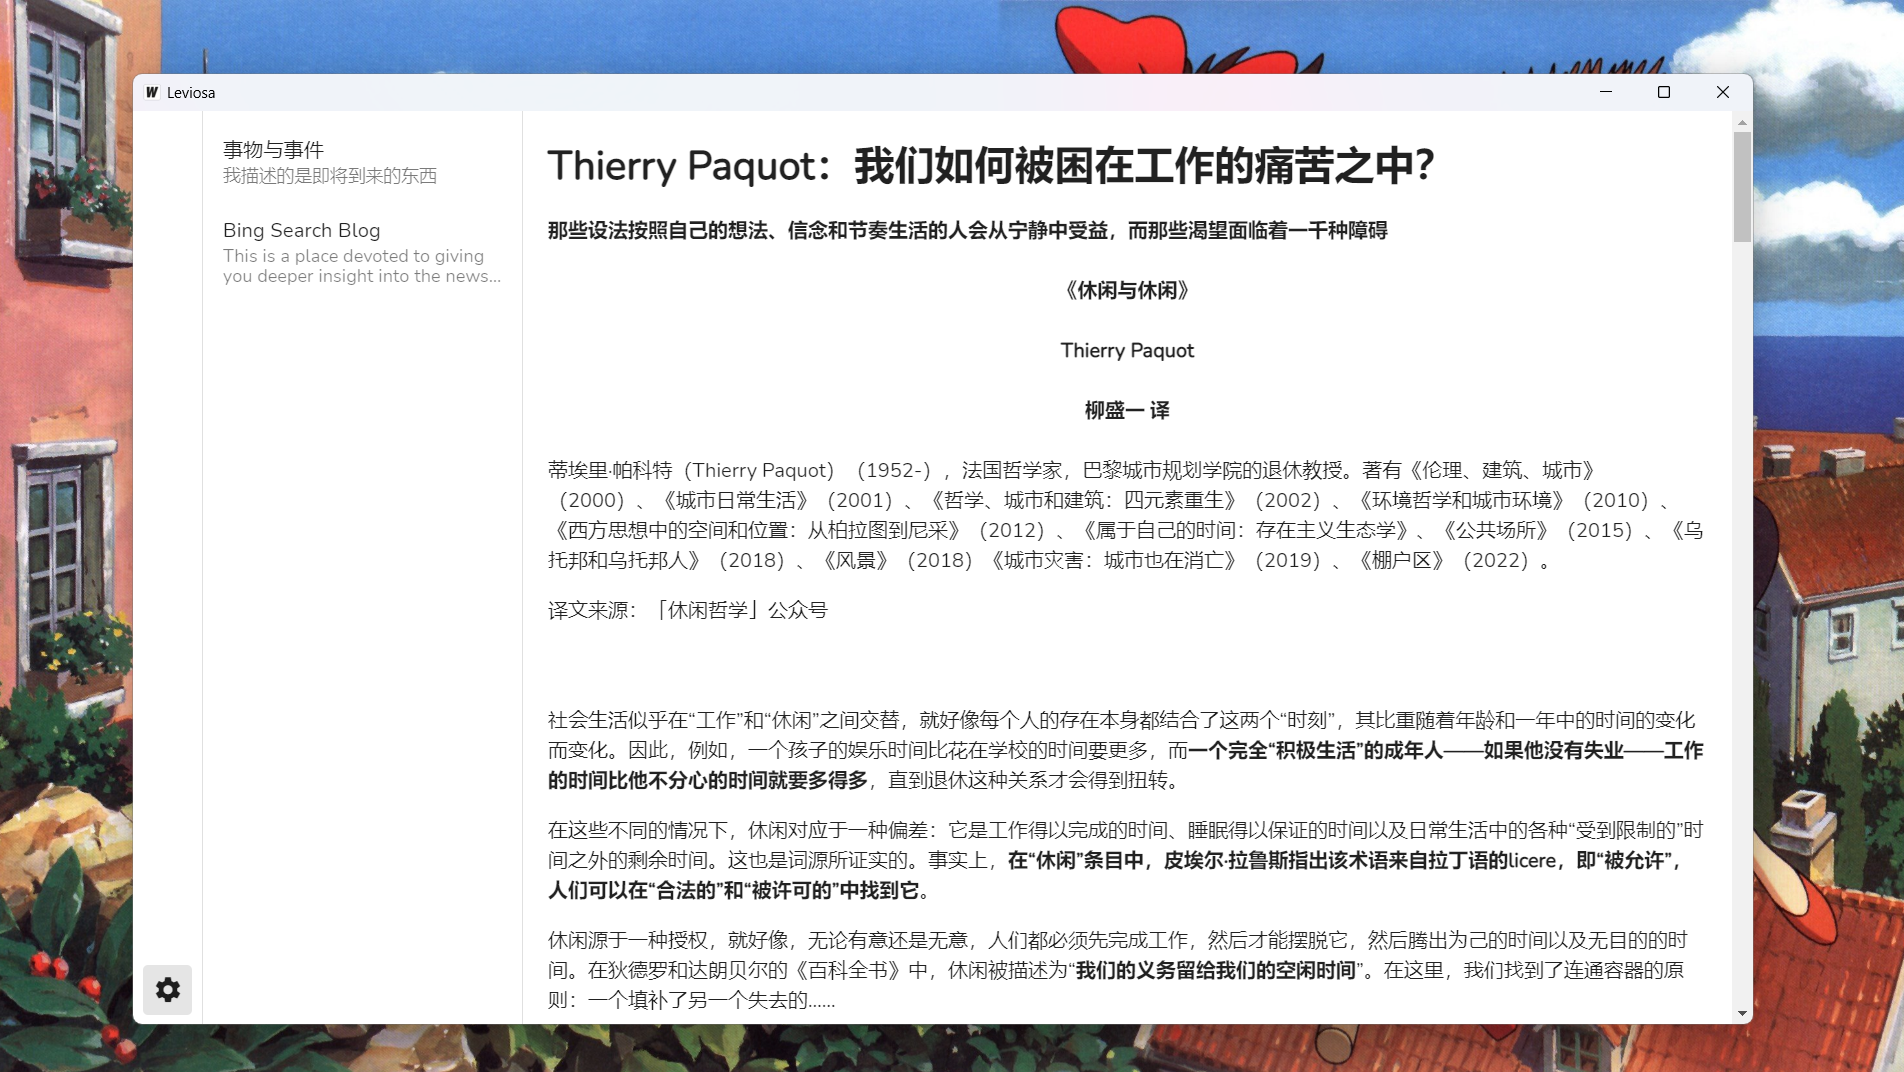 W Leviosa
事物与事件
我描述的是即将到来的东西
Bing Search Blog
This is a place devoted to giving
you deeper insight into the news...
Thierry Paquot：我们如何被困在工作的痛苦之中？
那些设法按照自己的想法、信念和节奏生活的人会从宁静中受益，而那些渴望面临着一千种障碍
《休闲与休闲》
Thierry Paquot
柳盛一 译
蒂埃里·帕科特（Thierry Paquot）（1952-），法国哲学家，巴黎城市规划学院的退休教授。著有《伦理、建筑、城市》
（2000）、《城市日常生活》（2001）、《哲学、城市和建筑：四元素重生》（2002）、《环境哲学和城市环境》（2010）、
《西方思想中的空间和位置：从柏拉图到尼采》（2012）、《属于自己的时间：存在主义生态学》、《公共场所》（2015）、《乌
托邦和乌托邦人》（2018）、《风景》（2018）《城市灾害：城市也在消亡》（2019）、《棚户区》（2022）。
译文来源：「休闲哲学」公众号
社会生活似乎在“工作”和“休闲”之间交替，就好像每个人的存在本身都结合了这两个“时刻”，其比重随着年龄和一年中的时间的变化
而变化。因此，例如，一个孩子的娱乐时间比花在学校的时间要更多，而一个完全“积极生活”的成年人——如果他没有失业——工作
的时间比他不分心的时间就要多得多，直到退休这种关系才会得到扭转。
在这些不同的情况下，休闲对应于一种偏差：它是工作得以完成的时间、睡眠得以保证的时间以及日常生活中的各种“受到限制的”时
间之外的剩余时间。这也是词源所证实的。事实上，在“休闲”条目中，皮埃尔·拉鲁斯指出该术语来自拉丁语的licere，即“被允许”，
人们可以在“合法的”和“被许可的”中找到它。
休闲源于一种授权，就好像，无论有意还是无意，人们都必须先完成工作，然后才能摆脱它，然后腾出为己的时间以及无目的的时
间。在狄德罗和达朗贝尔的《百科全书》中，休闲被描述为“我们的义务留给我们的空闲时间”。在这里，我们找到了连通容器的原
则：一个填补了另一个失去的......